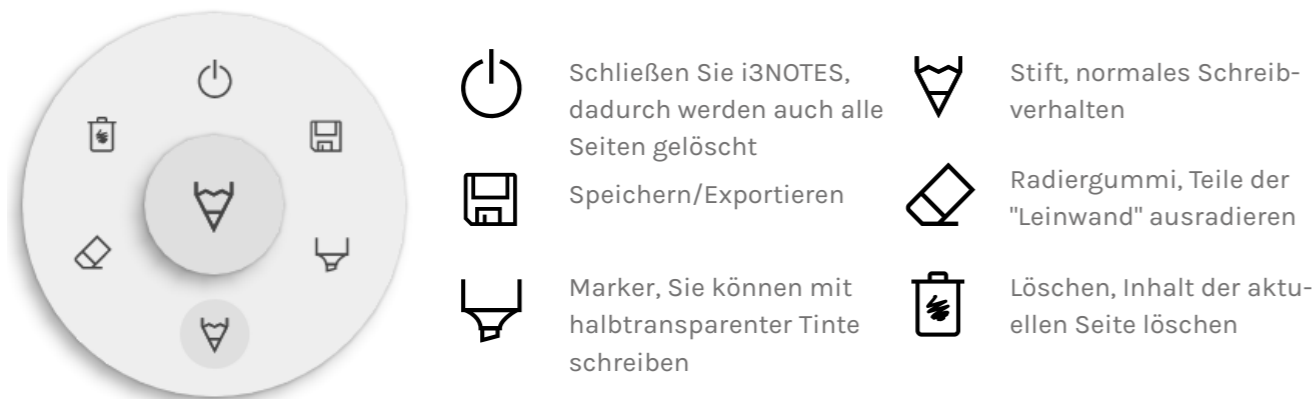 Schließen Sie i3NOTES,
dadurch werden auch alle
Seiten gelöscht
Speichern/Exportieren
Marker, Sie können mit
halbtransparenter Tinte
schreiben
Stift, normales Schreib-
verhalten
Radiergummi, Teile der
"Leinwand" ausradieren
Löschen, Inhalt der aktu-
ellen Seite löschen